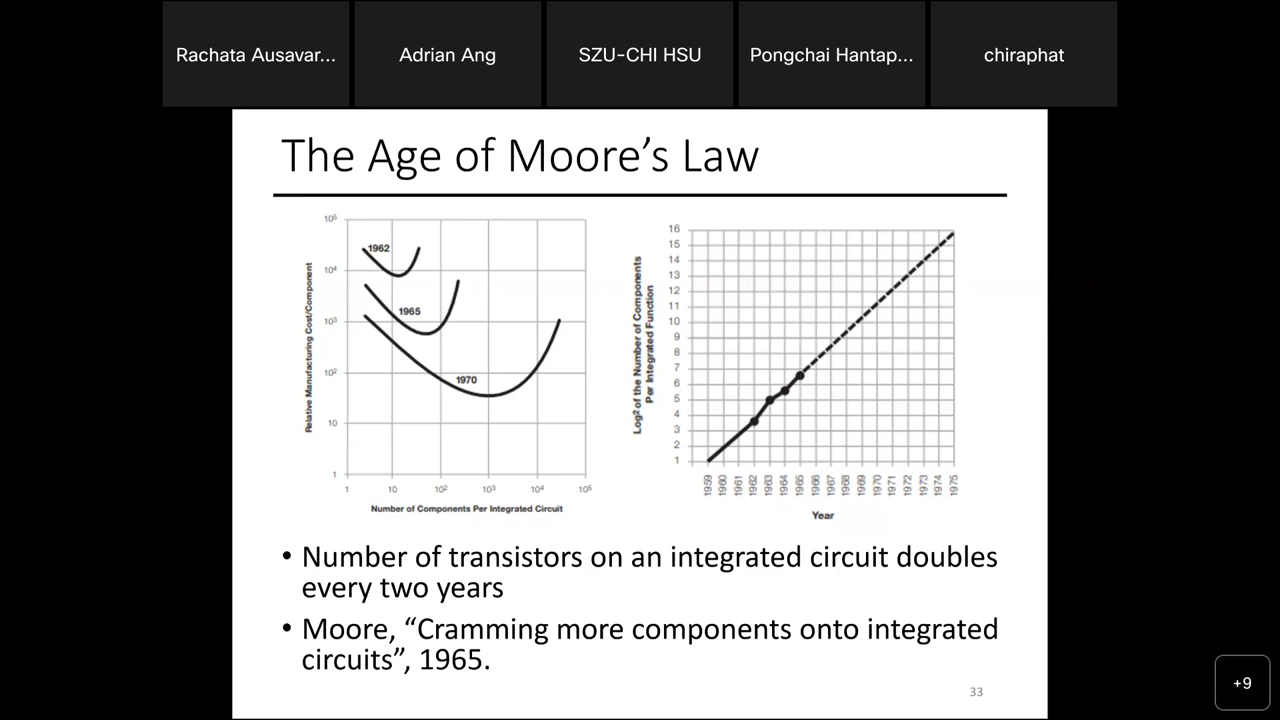 Rachata Ausavar...
Adrian Ang
SZU-CHI HSU
Pongchai Hantap...
chiraphat
The Age of Moore's Law
Relative Manufacturing Cost/Component
10⁵
10⁴
10³
10²
10
1
1962
1965
1970
1 10 10² 10³ 10⁴ 10⁵
Number of Components Per Integrated Circuit
Log² of the Number of Components
Per Integrated Function
16
15
14
13
12
11
10
9
8
7
6
5
4
3
2
1
1959 1960 1961 1962 1963 1964 1965 1966 1967 1968 1969 1970 1971 1972 1973 1974 1975
Year
• Number of transistors on an integrated circuit doubles
every two years
• Moore, “Cramming more components onto integrated
circuits”, 1965.
33
+9